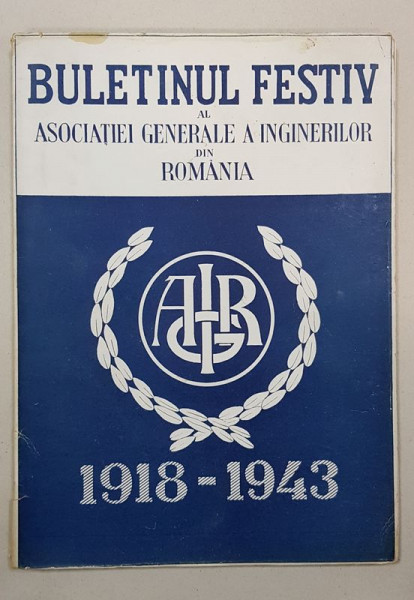 BULETINUL FESTIV
AL
ASOCIAȚIEI GENERALE A INGINERILOR
DIN
ROMÂNIA
AGIR
1918-1943